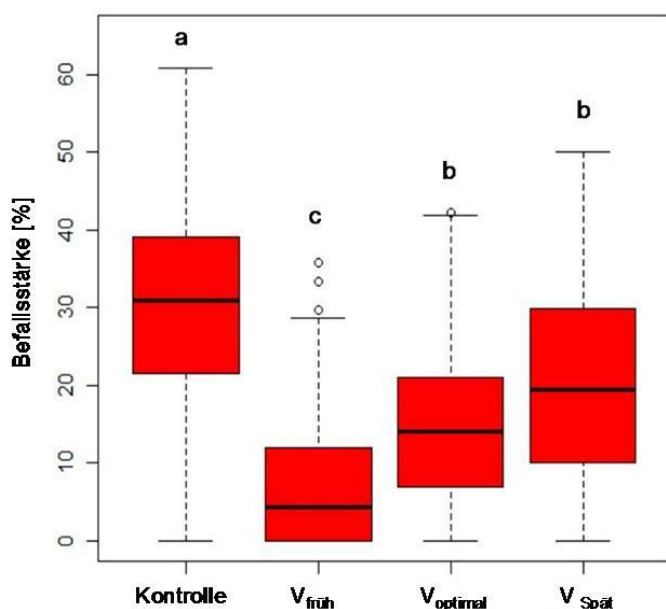 a
60
b
50
b
c
40
30
20
10
0
Befallsstärke [%]
Kontrolle V früh V optimal V Spät